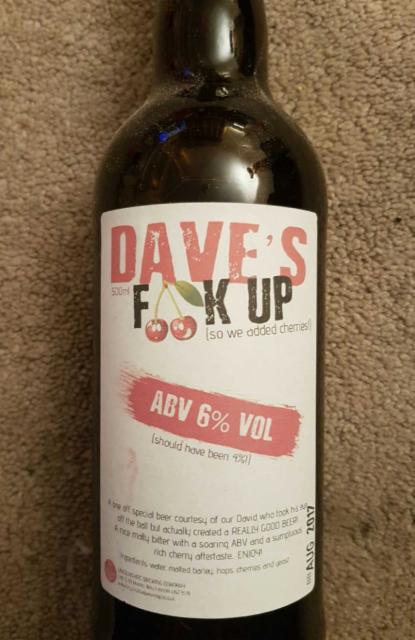 DAVE'S
500ml
F K UP
(so we added cherries!)
ABV 6% VOL
(should have been 4%!)
A one off special beer courtesy of our David who took his eye
off the ball but actually created a REALLY GOOD BEER!
A nice malty bitter with a soaring ABV and a sumptuous
rich cherry aftertaste.. ENJOY!
Ingredients: water, malted barley, hops, cherries and yeast
BREWING COMPANY
AUG 2017